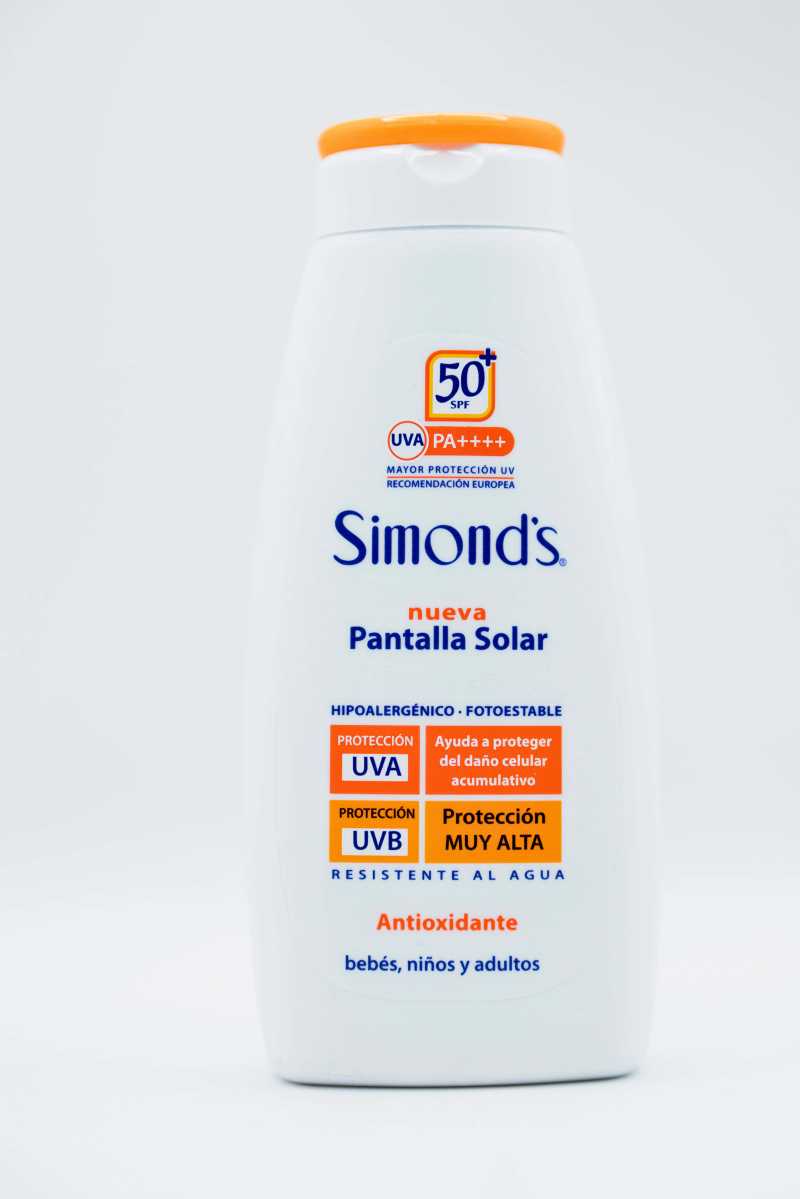 50+
SPF
UVA PA++++
MAYOR PROTECCIÓN UV
RECOMENDACIÓN EUROPEA
Simond's®
nueva
Pantalla Solar
HIPOALERGÉNICO · FOTOESTABLE
PROTECCIÓN
UVA
Ayuda a proteger
del daño celular
acumulativo
PROTECCIÓN
UVB
Protección
MUY ALTA
RESISTENTE AL AGUA
Antioxidante
bebés, niños y adultos